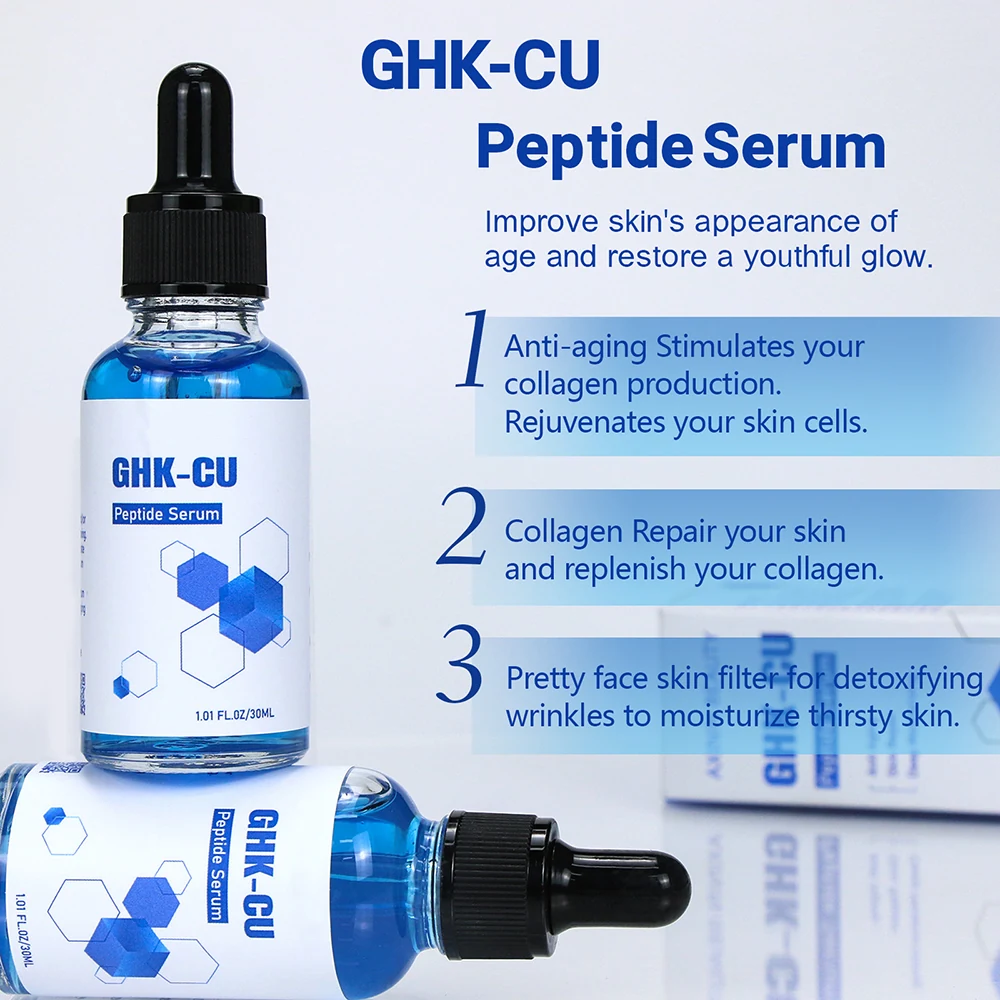 GHK-CU
Peptide Serum
Improve skin's appearance of
age and restore a youthful glow.
1
Anti-aging Stimulates your
collagen production.
Rejuvenates your skin cells.
2
Collagen Repair your skin
and replenish your collagen.
3
Pretty face skin filter for detoxifying
wrinkles to moisturize thirsty skin.
GHK-CU
Peptide Serum
1.01 FL.OZ/30ML
GHK-CU
Peptide Serum
1.01 FL.OZ/30ML
GHK-CU